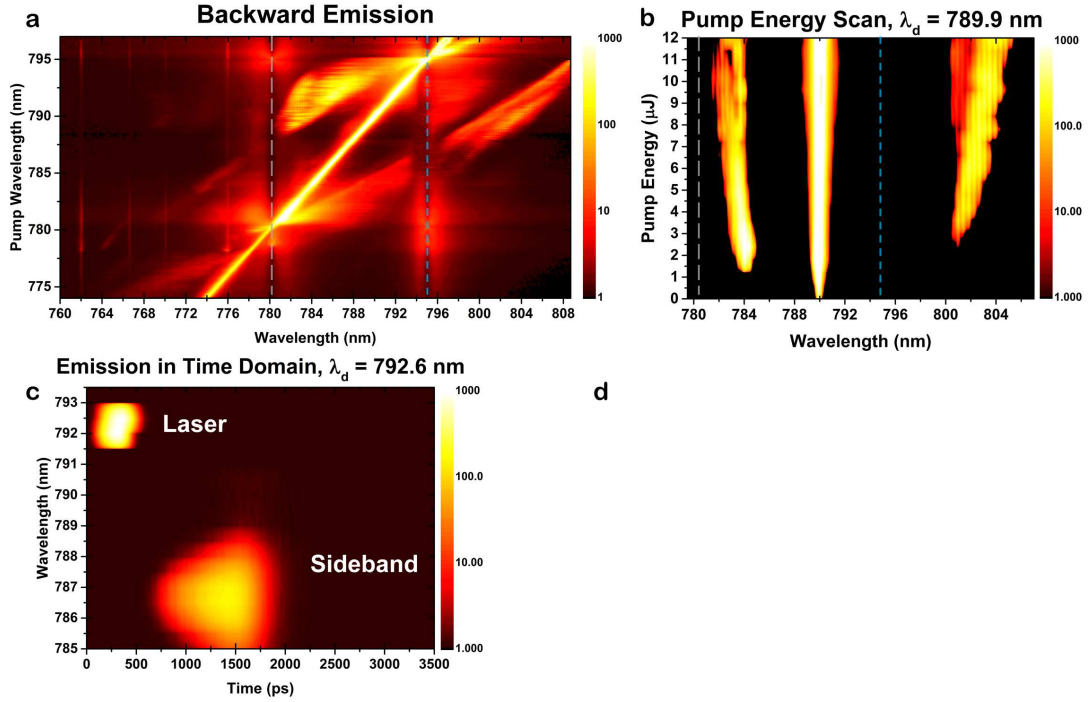 a
Backward Emission
Pump Wavelength (nm)
795
790
785
780
775
760 764 768 772 776 780 784 788 792 796 800 804 808
Wavelength (nm)
1000
100
10
1
b
Pump Energy Scan, λd = 789.9 nm
Pump Energy (μJ)
12
11
10
9
8
7
6
5
4
3
2
1
0
780 784 788 792 796 800 804
Wavelength (nm)
1000
100.0
10.00
1.000
Emission in Time Domain, λd = 792.6 nm
c
Wavelength (nm)
793
792
791
790
789
788
787
786
785
Laser
Sideband
0 500 1000 1500 2000 2500 3000 3500
Time (ps)
1000
100.0
10.00
1.000
d